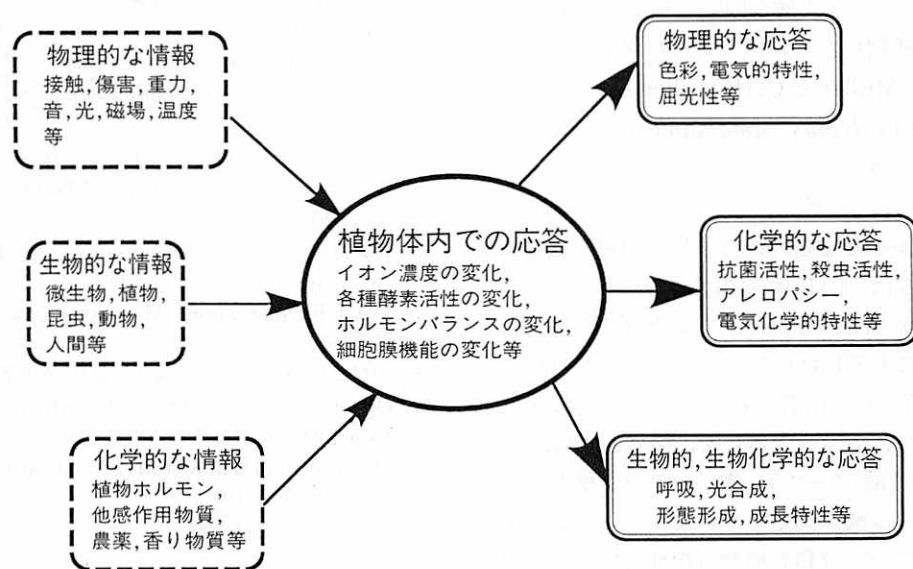 物理的な情報
接触,傷害,重力,
音,光,磁場,温度
等
生物的な情報
微生物,植物,
昆虫,動物,
人間等
化学的な情報
植物ホルモン,
他感作用物質,
農薬,香り物質等
植物体内での応答
イオン濃度の変化,
各種酵素活性の変化,
ホルモンバランスの変化,
細胞膜機能の変化等
物理的な応答
色彩,電気的特性,
屈光性等
化学的な応答
抗菌活性,殺虫活性,
アレロパシー,
電気化学的特性等
生物的,生物化学的な応答
呼吸,光合成,
形態形成,成長特性等